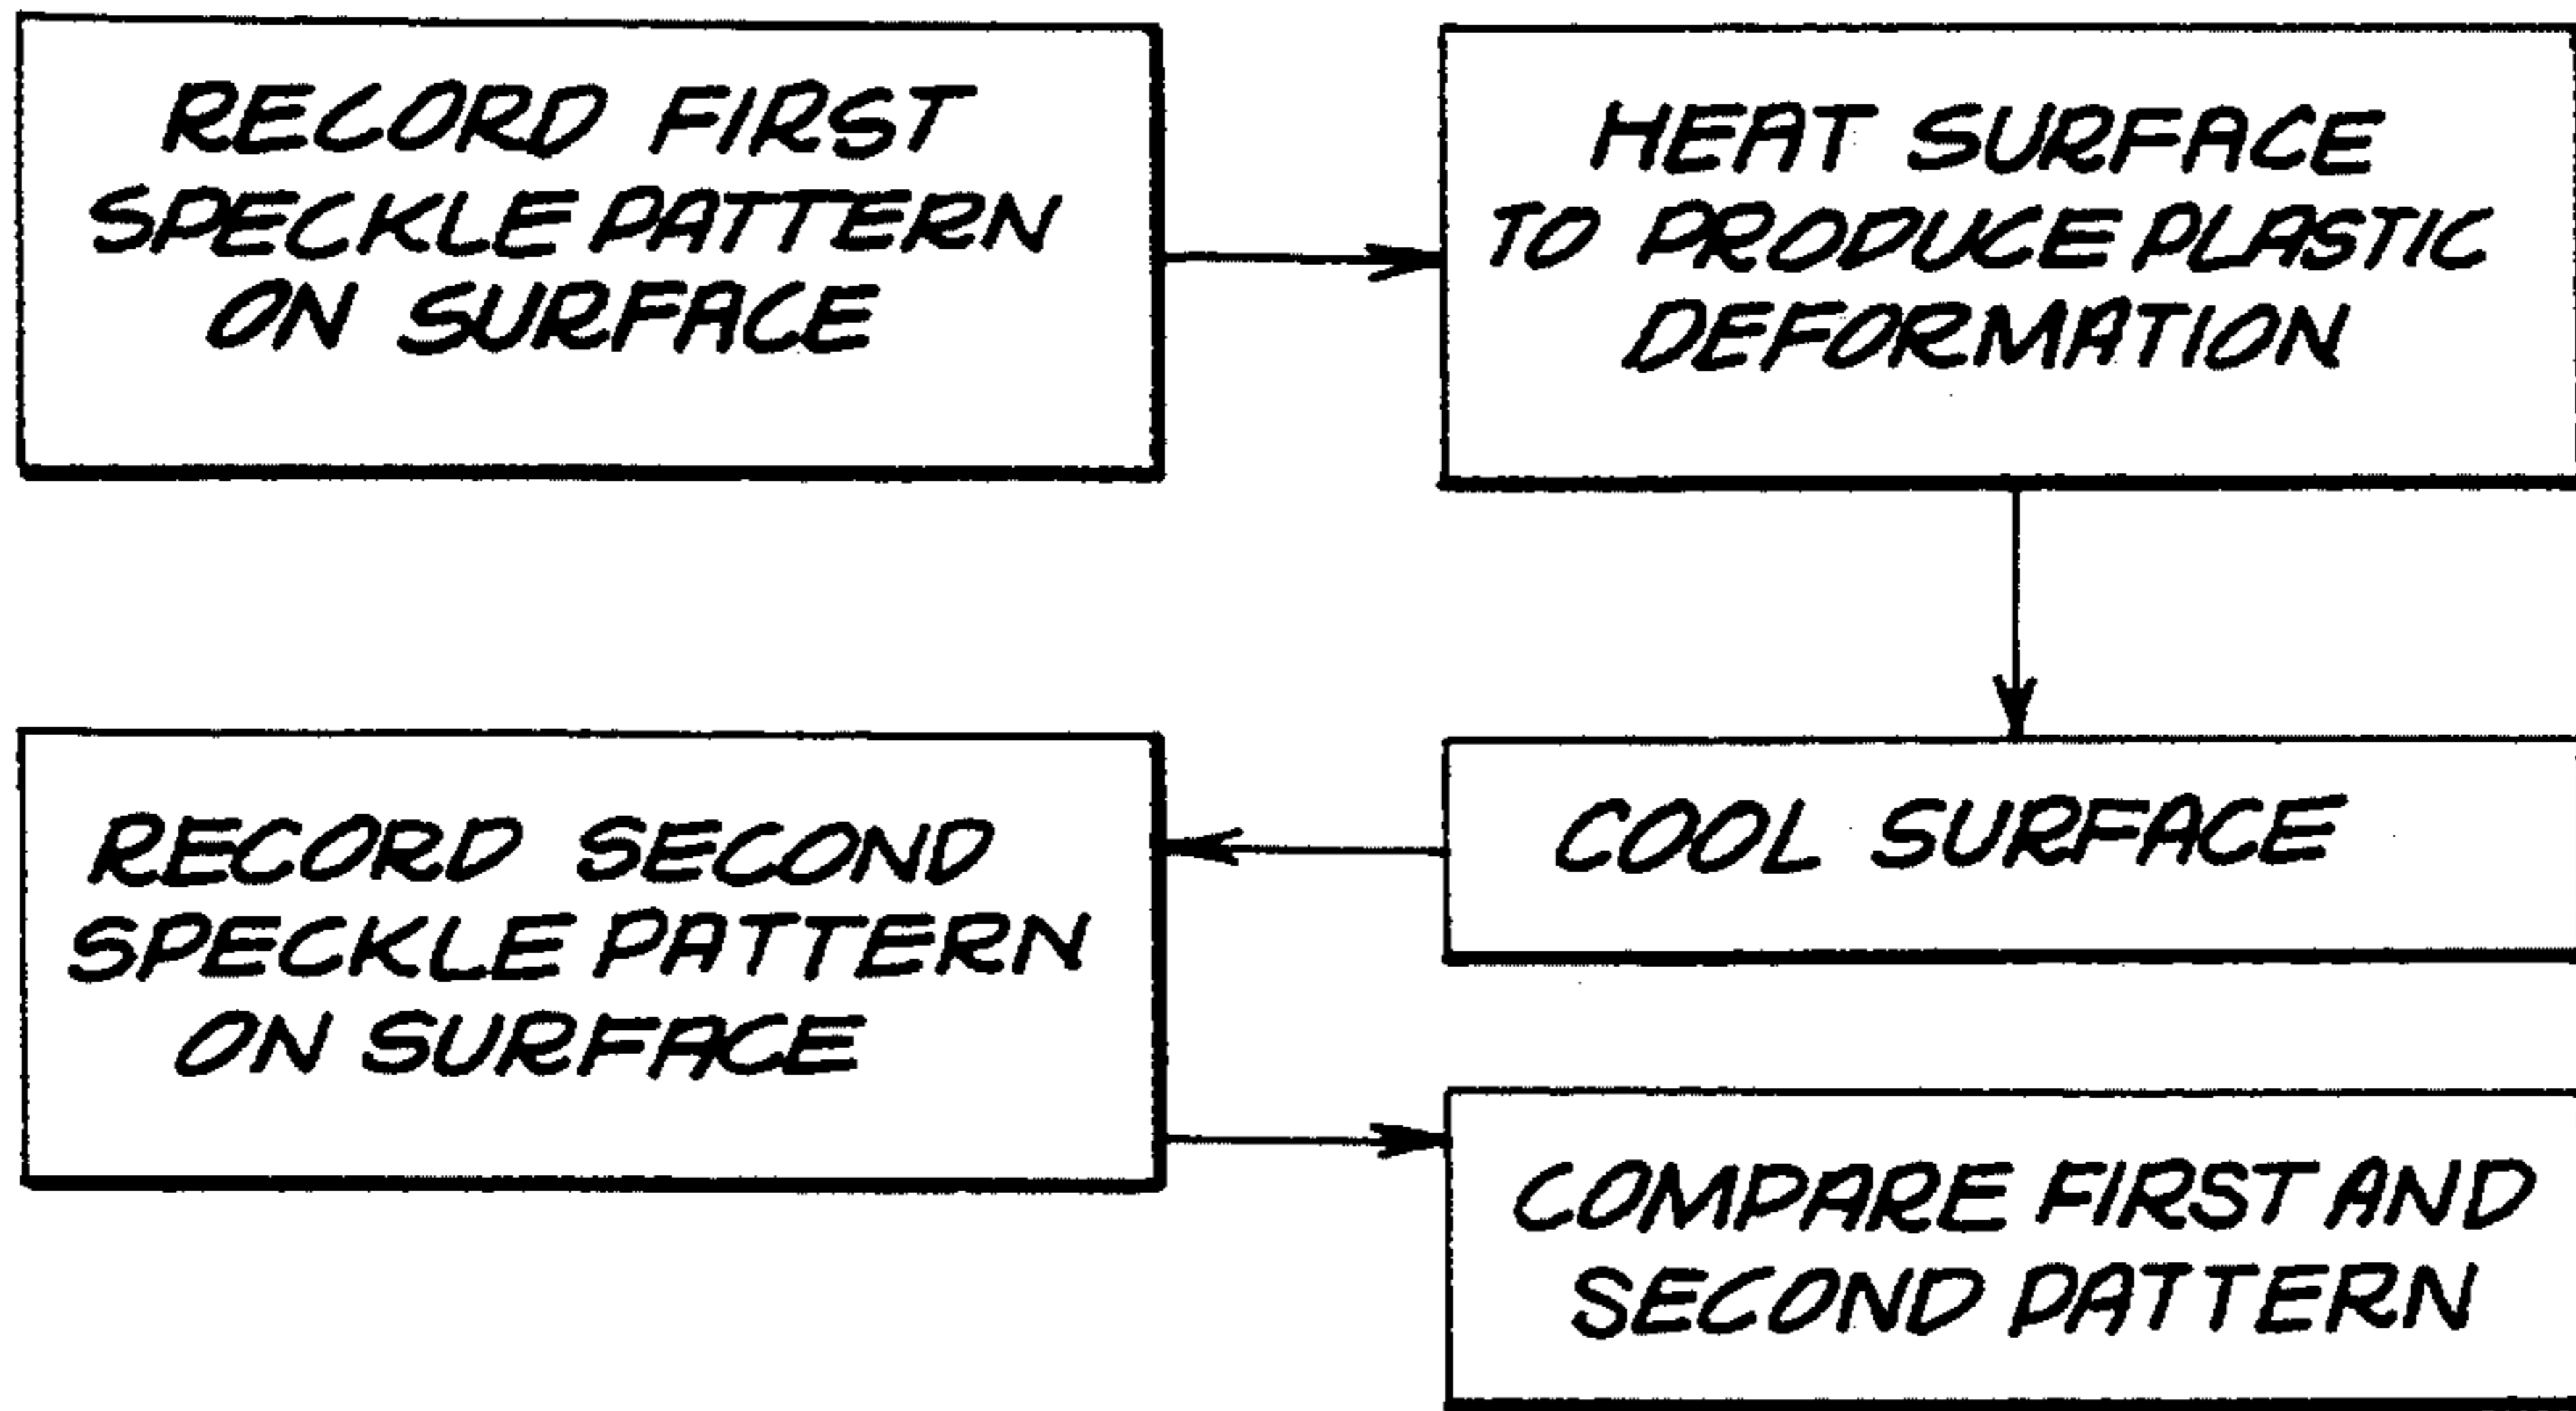 RECORD FIRST
SPECKLE PATTERN
ON SURFACE
HEAT SURFACE
TO PRODUCE PLASTIC
DEFORMATION
COOL SURFACE
RECORD SECOND
SPECKLE PATTERN
ON SURFACE
COMPARE FIRST AND
SECOND PATTERN